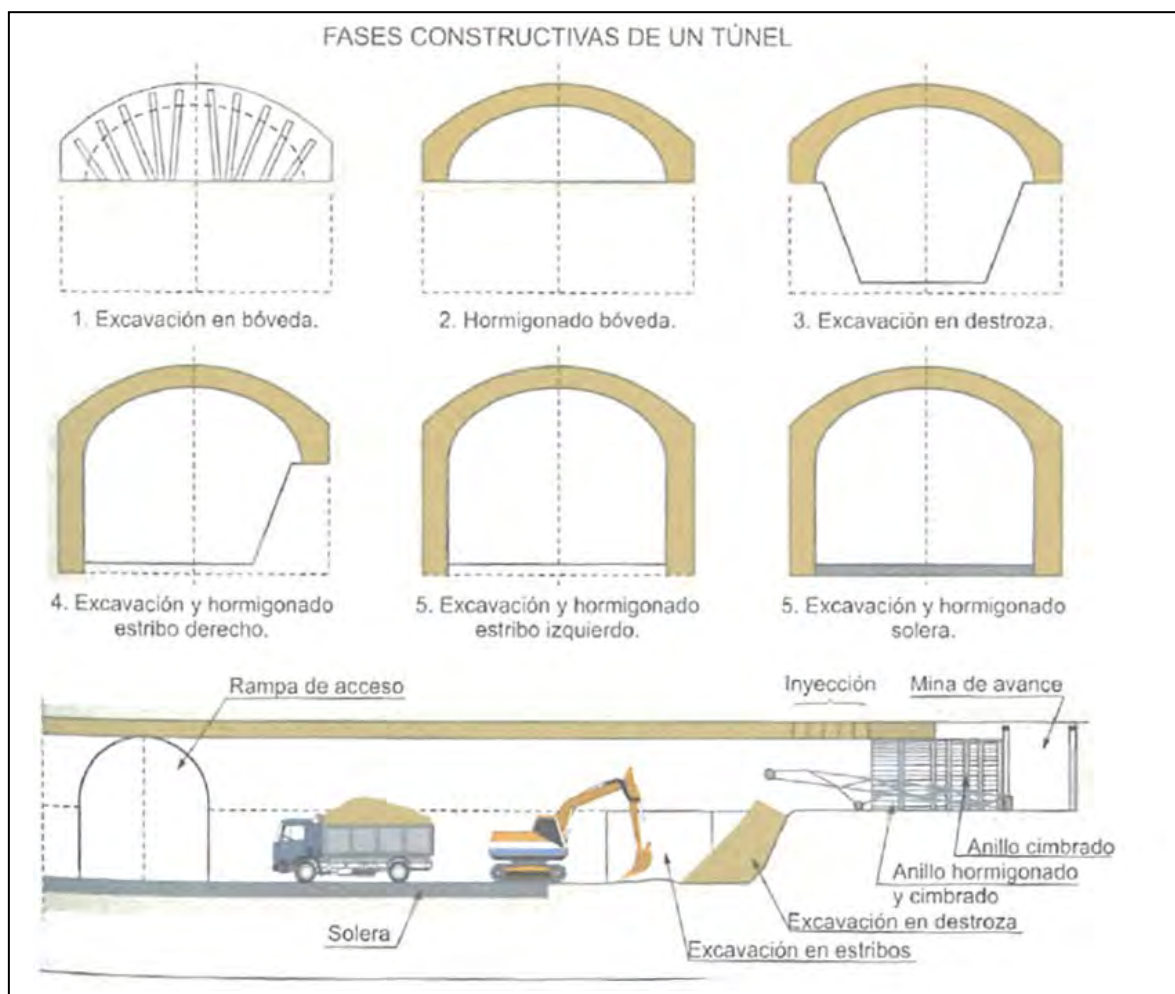 FASES CONSTRUCTIVAS DE UN TÚNEL
1. Excavación en bóveda.
2. Hormigonado bóveda.
3. Excavación en destroza.
4. Excavación y hormigonado
estribo derecho.
5. Excavación y hormigonado
estribo izquierdo.
5. Excavación y hormigonado
solera.
Rampa de acceso
Inyección
Mina de avance
Anillo cimbrado
Anillo hormigonado
y cimbrado
Excavación en destroza
Solera
Excavación en estribos